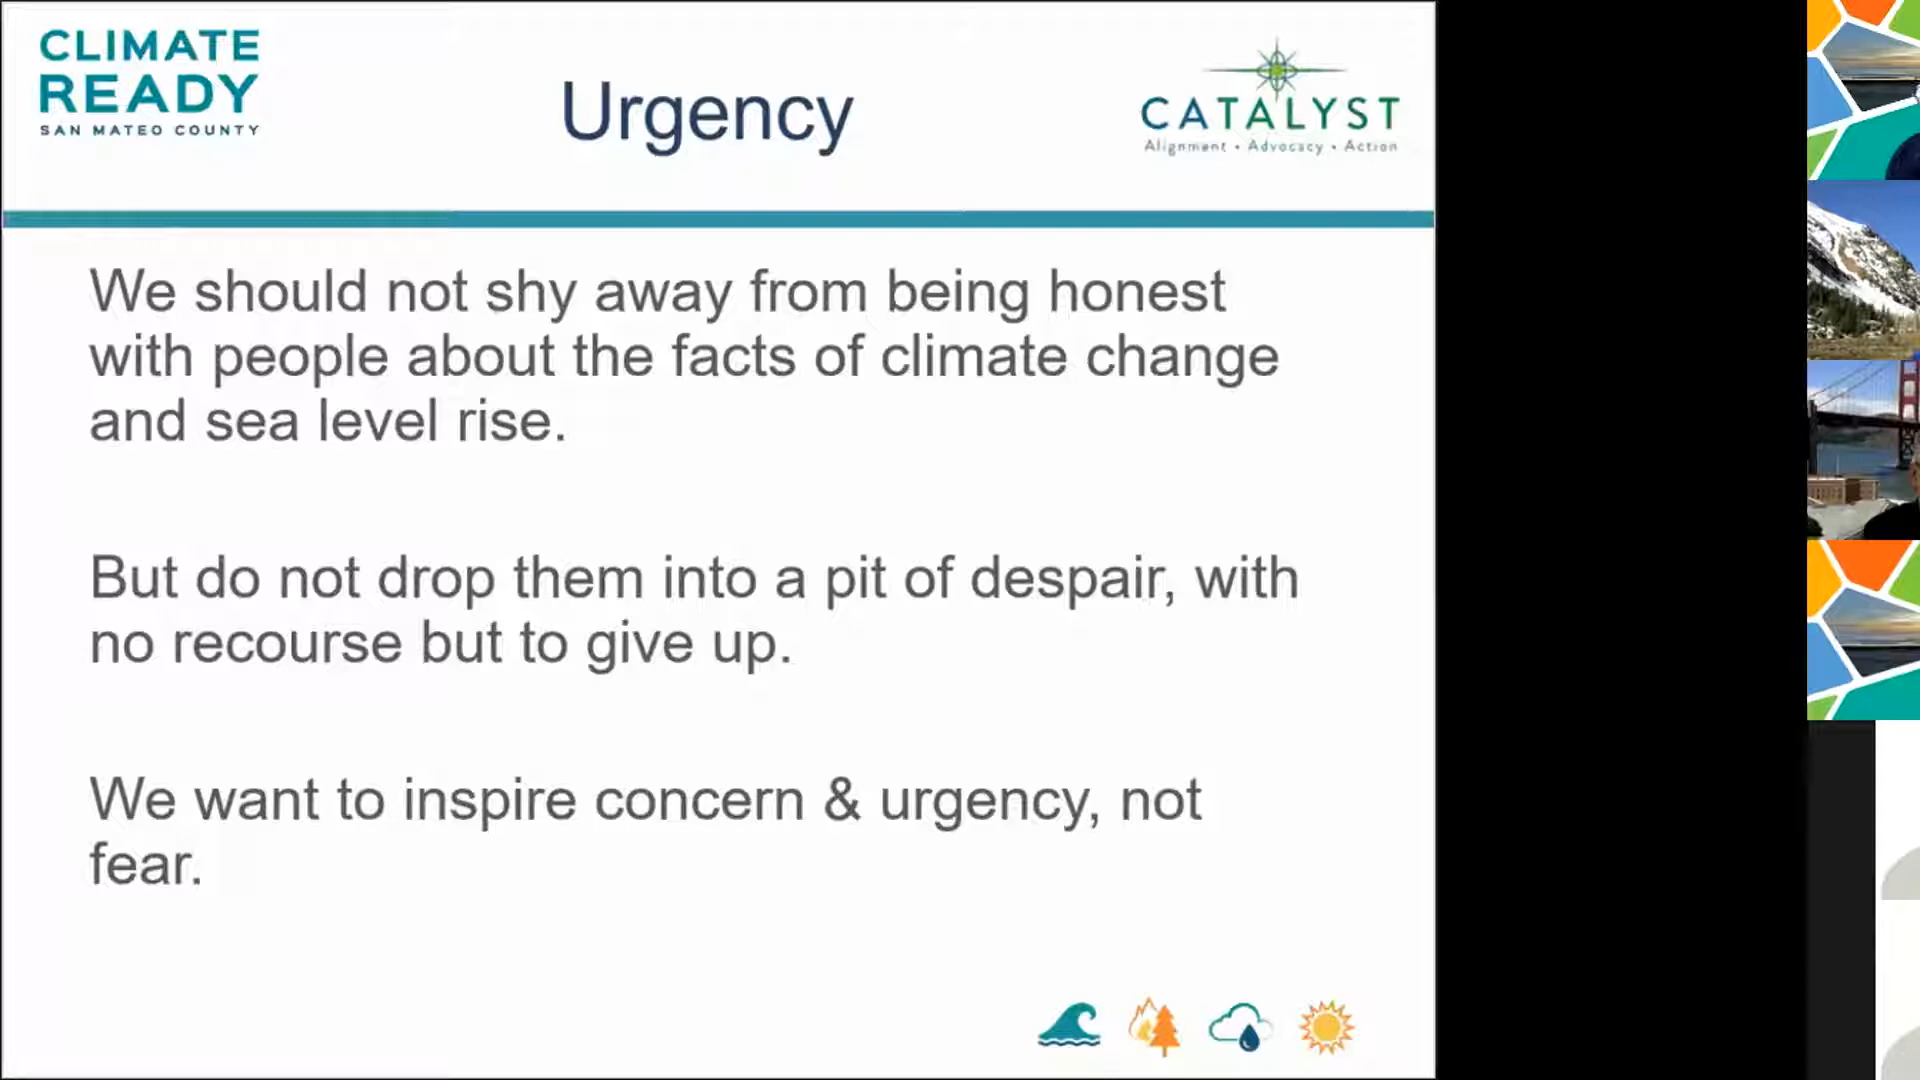 CLIMATE
READY
SAN MATEO COUNTY
Urgency
CATALYST
Alignment • Advocacy • Action
We should not shy away from being honest
with people about the facts of climate change
and sea level rise.
But do not drop them into a pit of despair, with
no recourse but to give up.
We want to inspire concern & urgency, not
fear.